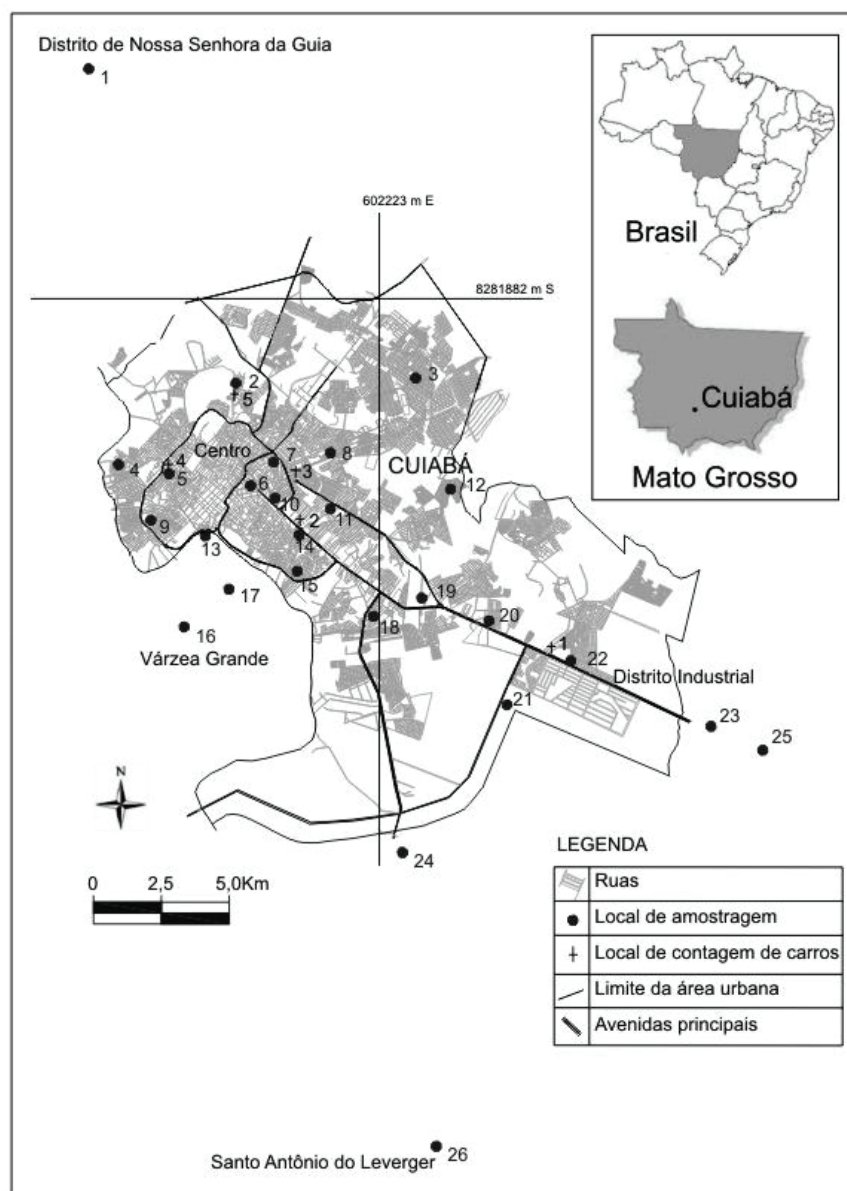 Distrito de Nossa Senhora da Guia
1
602223 m E
8281882 m S
Brasil
Cuiabá
Mato Grosso
2
5
3
Centro
4
4
5
7
3
8
CUIABÁ
12
6
10
2
11
9
13
14
15
17
16
Várzea Grande
18
19
20
1
22
Distrito Industrial
21
23
25
N
24
0 2,5 5,0Km
LEGENDA
Ruas
Local de amostragem
Local de contagem de carros
Limite da área urbana
Avenidas principais
Santo Antônio do Leverger
26